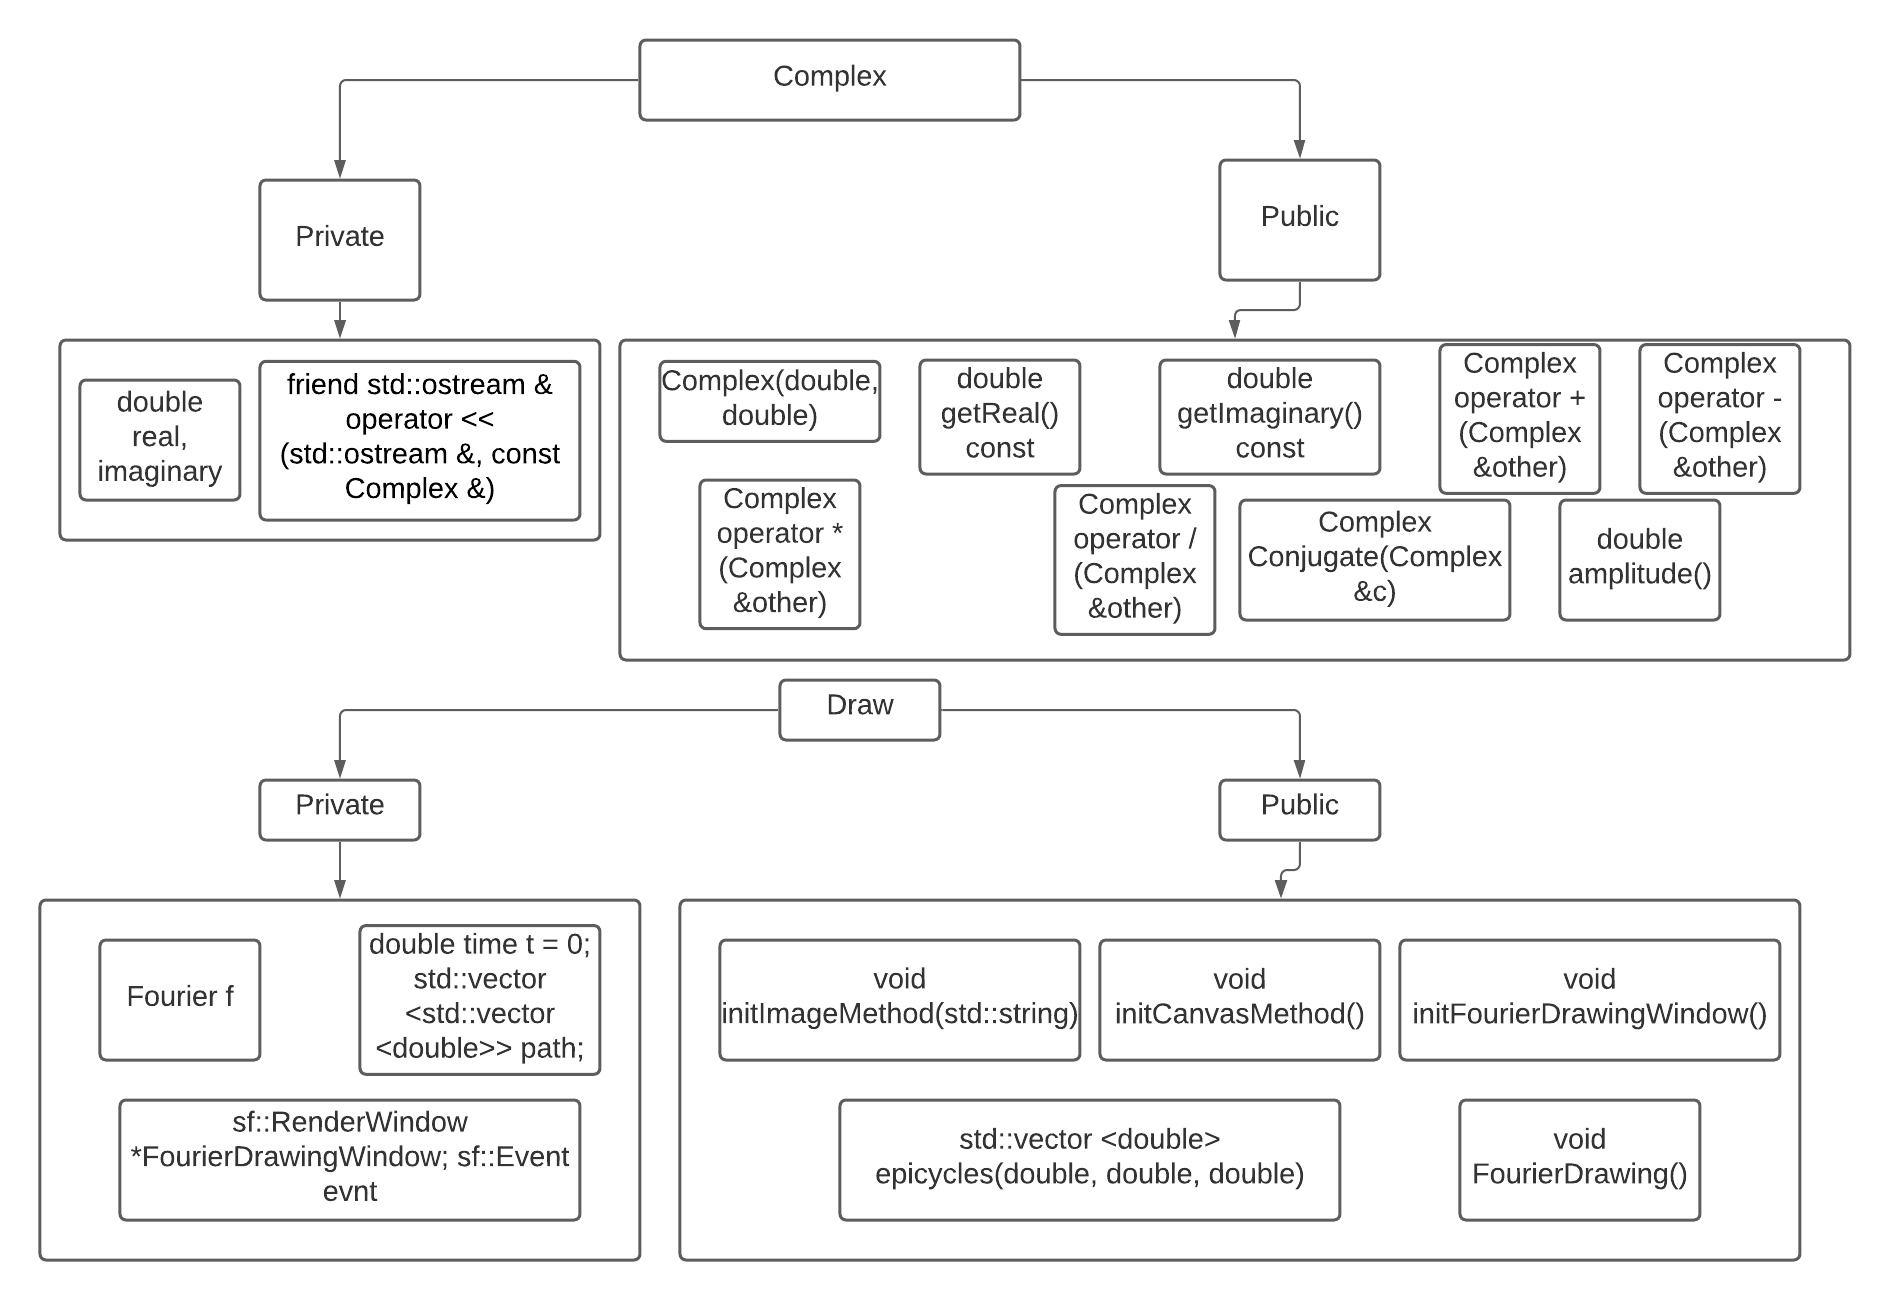 Complex
Private
Public
double
real,
imaginary
friend std::ostream &
operator <<
(std::ostream &, const
Complex &)
Complex(double,
double)
double
getReal()
const
double
getImaginary()
const
Complex
operator +
(Complex
&other)
Complex
operator -
(Complex
&other)
Complex
operator *
(Complex
&other)
Complex
operator /
(Complex
&other)
Complex
Conjugate(Complex
&c)
double
amplitude()
Draw
Private
Public
Fourier f
double time t = 0;
std::vector
<std::vector
<double>> path;
sf::RenderWindow
*FourierDrawingWindow; sf::Event
evnt
void
initImageMethod(std::string)
void
initCanvasMethod()
void
initFourierDrawingWindow()
std::vector <double>
epicycles(double, double, double)
void
FourierDrawing()